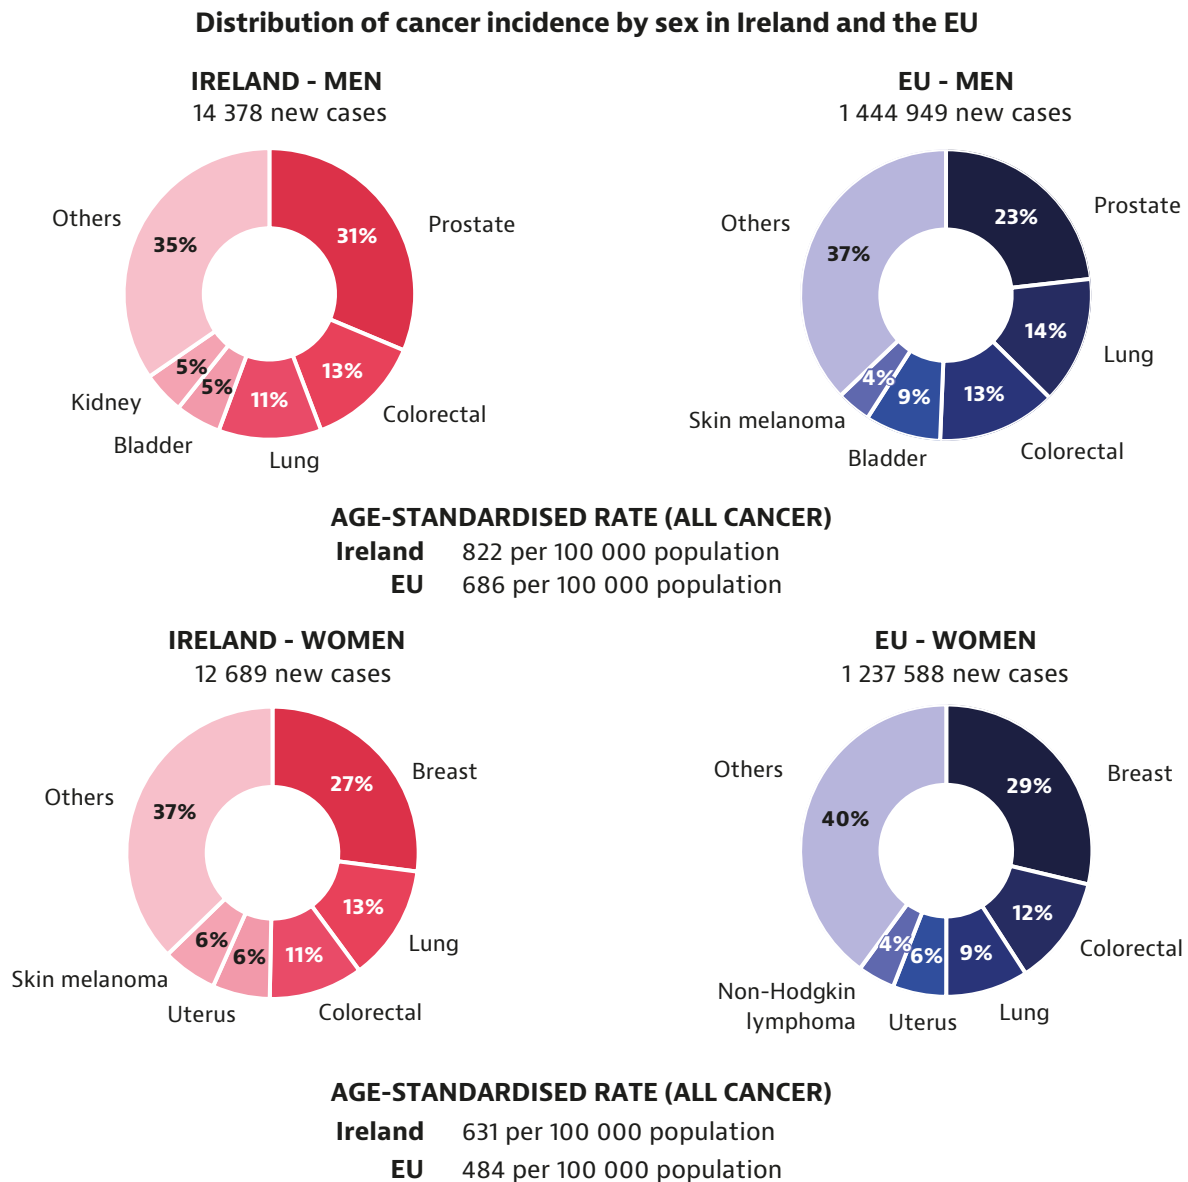 Distribution of cancer incidence by sex in Ireland and the EU
IRELAND - MEN
14 378 new cases
Others
35%
31%
Prostate
5%
5%
13%
11%
Kidney
Colorectal
Bladder
Lung
EU - MEN
1 444 949 new cases
Others
37%
23%
Prostate
14%
Lung
4%
9%
13%
Skin melanoma
Bladder
Colorectal
AGE-STANDARDISED RATE (ALL CANCER)
Ireland 822 per 100 000 population
EU 686 per 100 000 population
IRELAND - WOMEN
12 689 new cases
Others
37%
27%
Breast
13%
Lung
6%
6%
11%
Skin melanoma
Uterus
Colorectal
EU - WOMEN
1 237 588 new cases
Others
40%
29%
Breast
12%
Colorectal
4%
6%
9%
Non-Hodgkin
lymphoma
Uterus
Lung
AGE-STANDARDISED RATE (ALL CANCER)
Ireland 631 per 100 000 population
EU 484 per 100 000 population